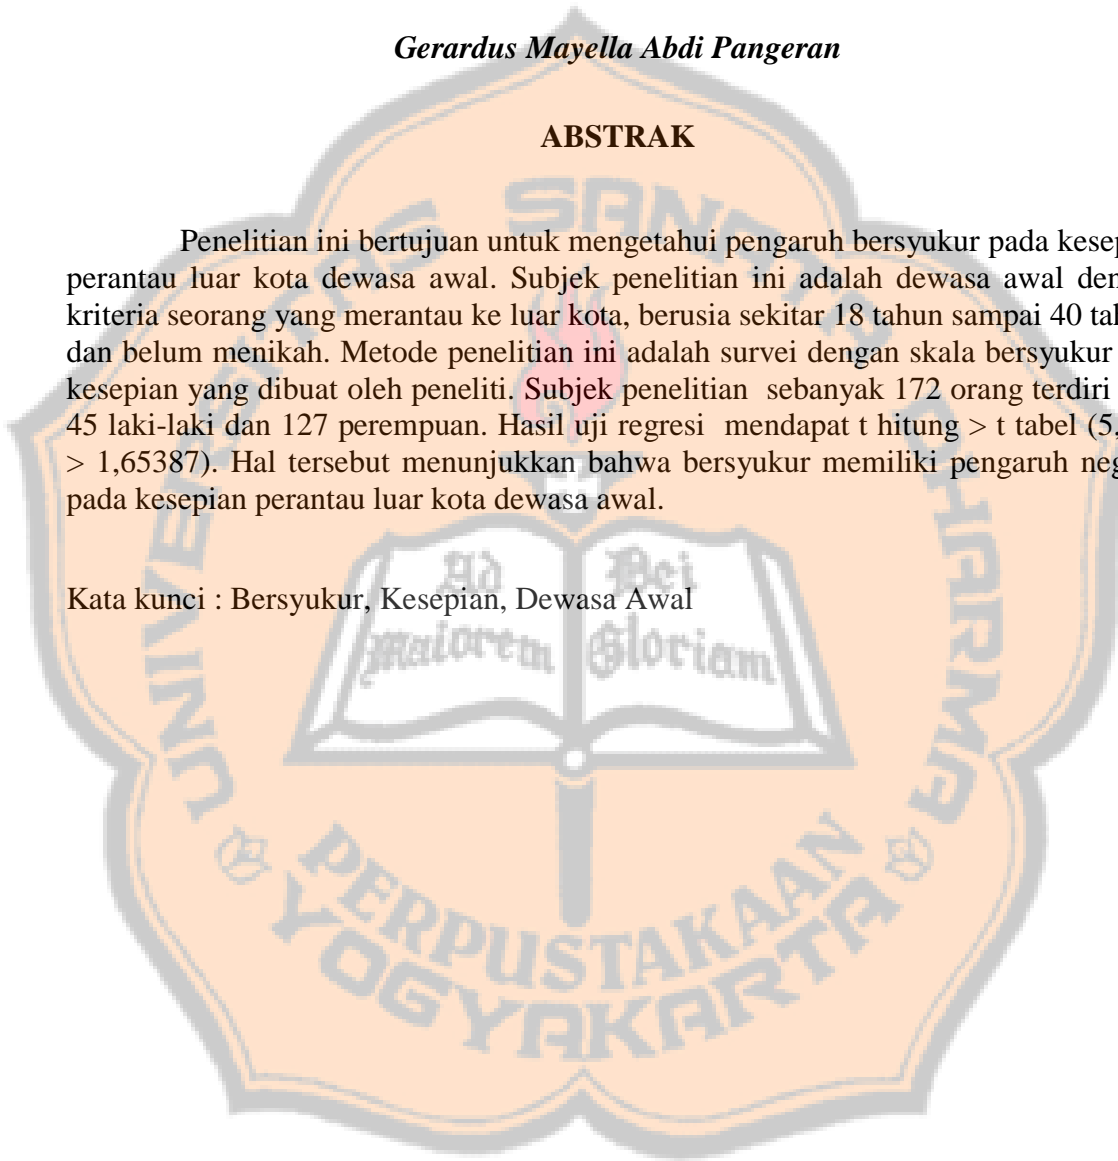 Gerardus Mayella Abdi Pangeran
ABSTRAK
Penelitian ini bertujuan untuk mengetahui pengaruh bersyukur pada
perantau luar kota dewasa awal. Subjek penelitian ini adalah dewasa awal
kriteria seorang yang merantau ke luar kota, berusia sekitar 18 tahun sampai 40
dan belum menikah. Metode penelitian ini adalah survei dengan skala bersyukur
kesepian yang dibuat oleh peneliti. Subjek penelitian sebanyak 172 orang terdiri
45 laki-laki dan 127 perempuan. Hasil uji regresi mendapat t hitung > t tabel
> 1,65387). Hal tersebut menunjukkan bahwa bersyukur memiliki pengaruh
pada kesepian perantau luar kota dewasa awal.
Kata kunci : Bersyukur, Kesepian, Dewasa Awal
UNIVERSITAS SANATA DHARMA
Ad Dei
maiorem Gloriam
PERPUSTAKAAN
YOGYAKARTA